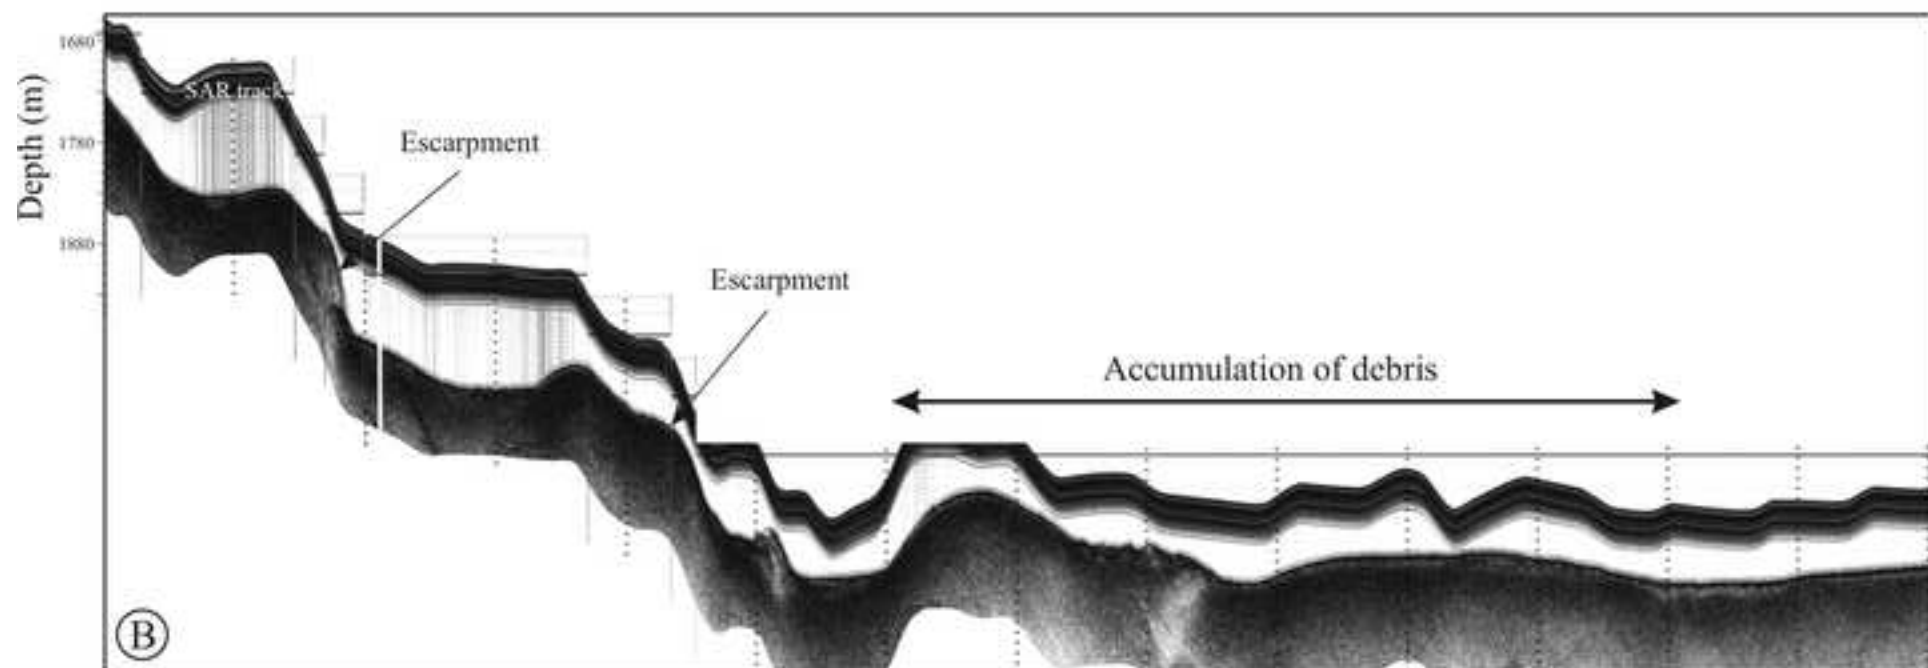 1680
SAR track
Depth (m)
1780
Escarpment
1880
Escarpment
Accumulation of debris
B